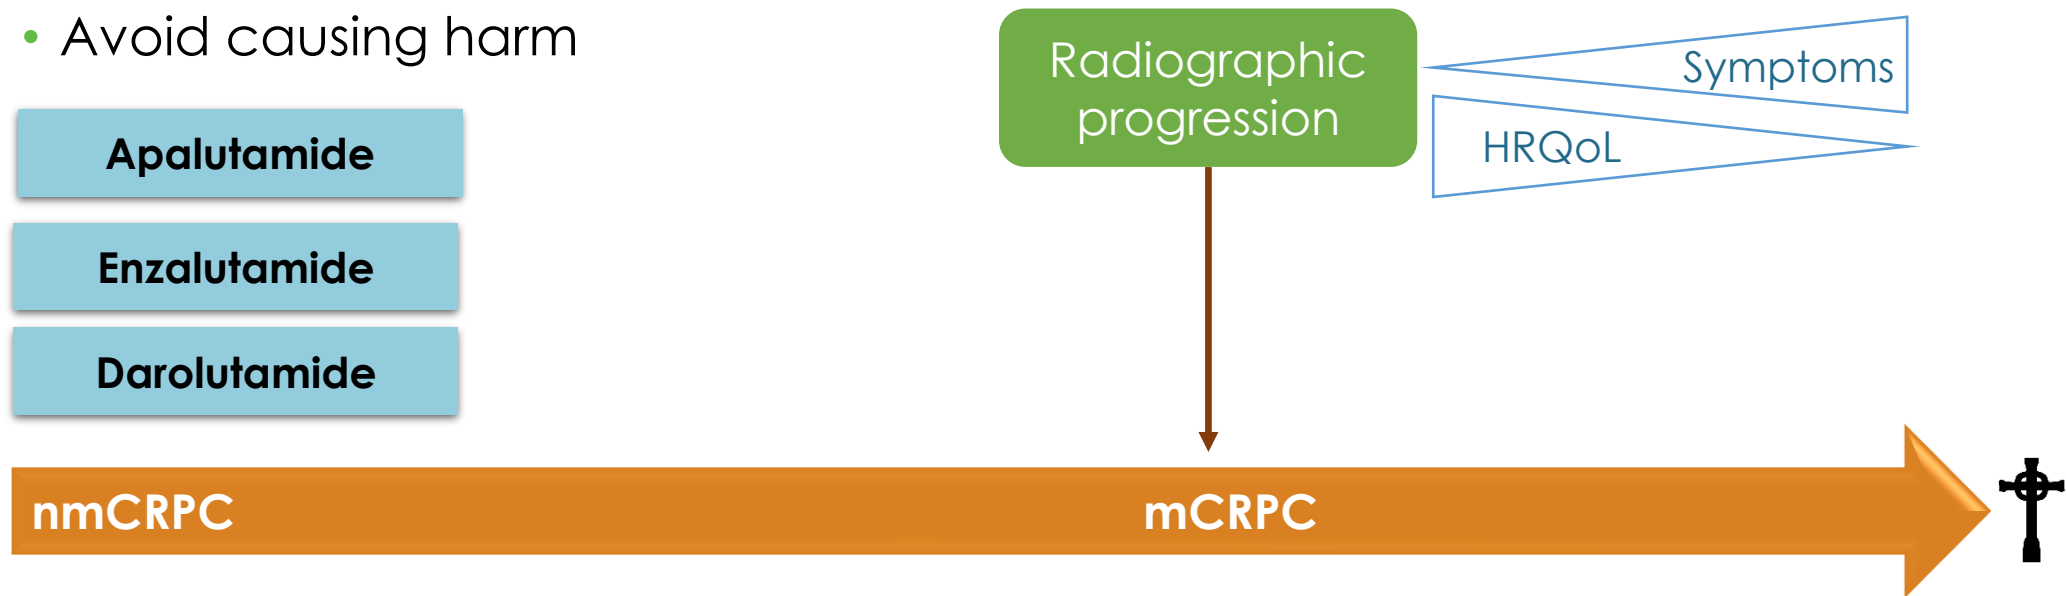 • Avoid causing harm
Radiographic
progression
Symptoms
HRQoL
Apalutamide
Enzalutamide
Darolutamide
nmCRPC
mCRPC